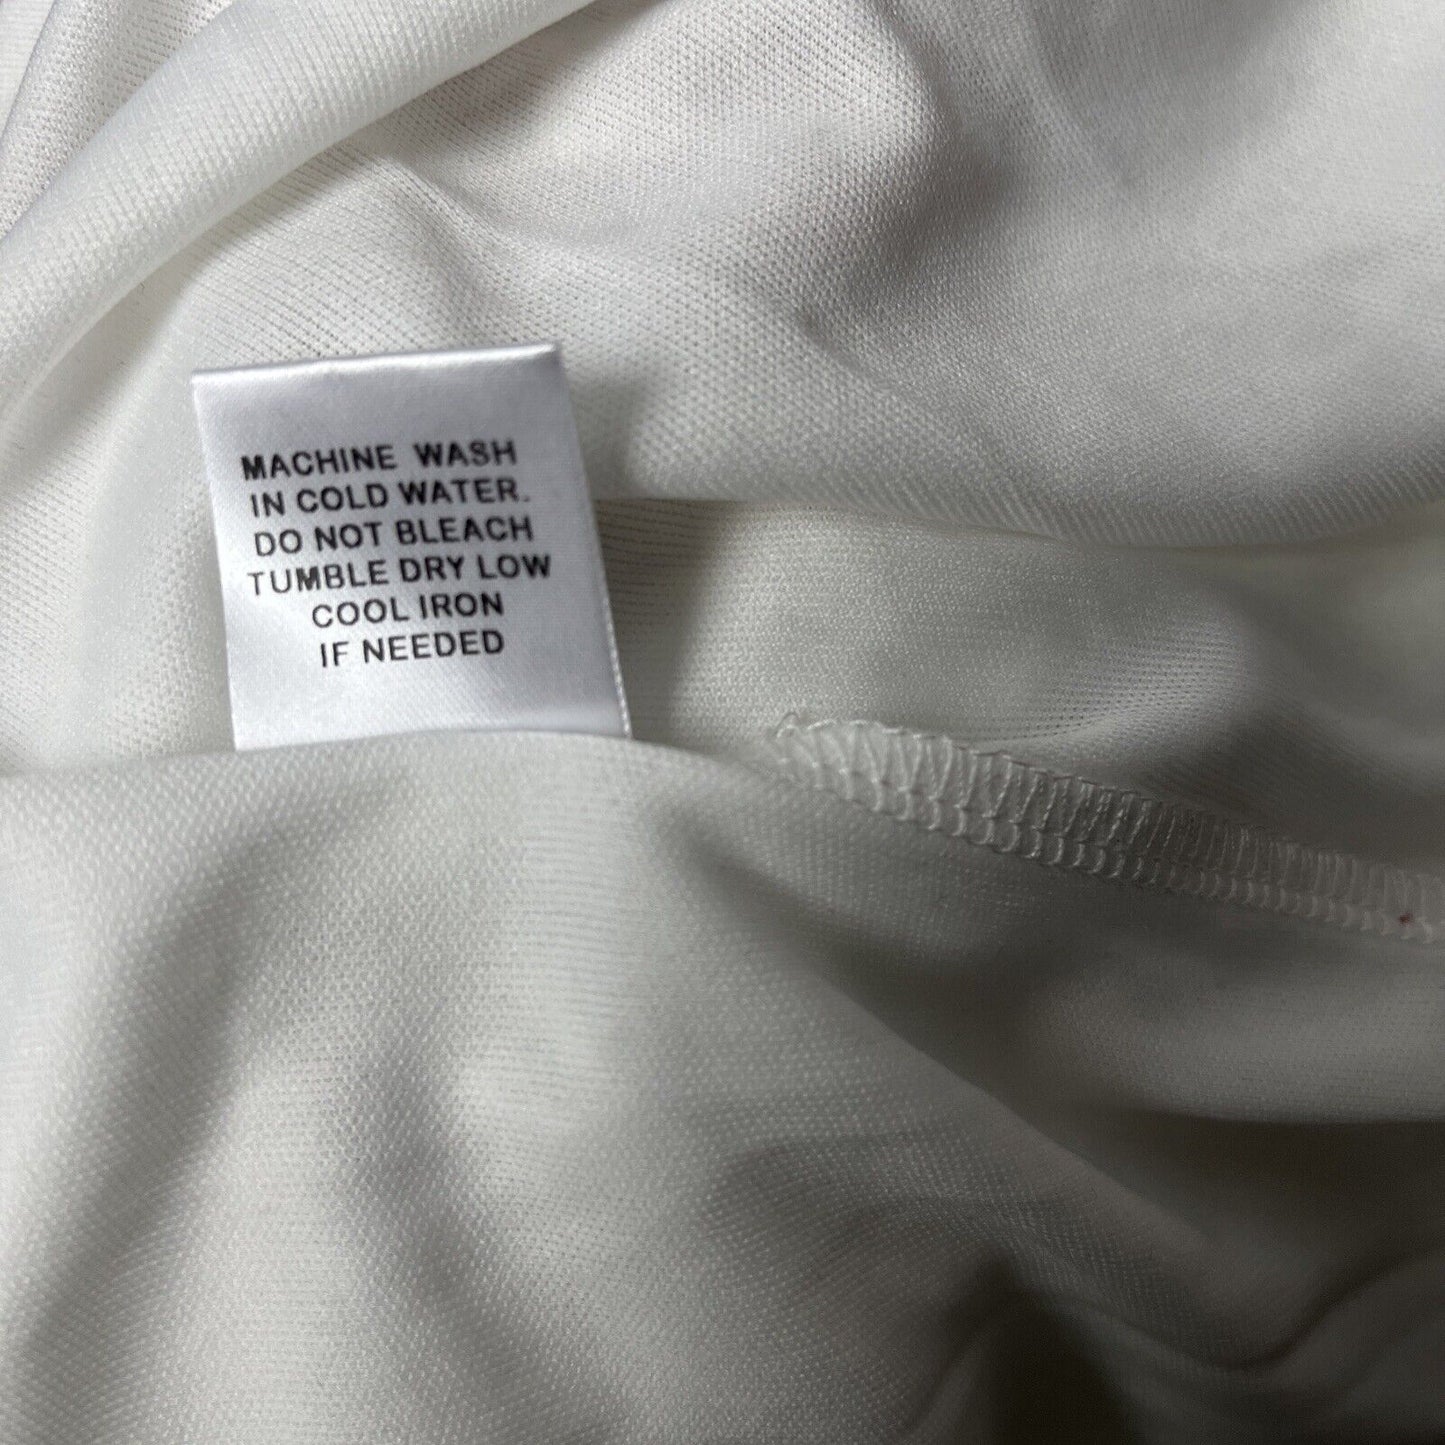 MACHINE WASH
IN COLD WATER.
DO NOT BLEACH
TUMBLE DRY LOW
COOL IRON
IF NEEDED